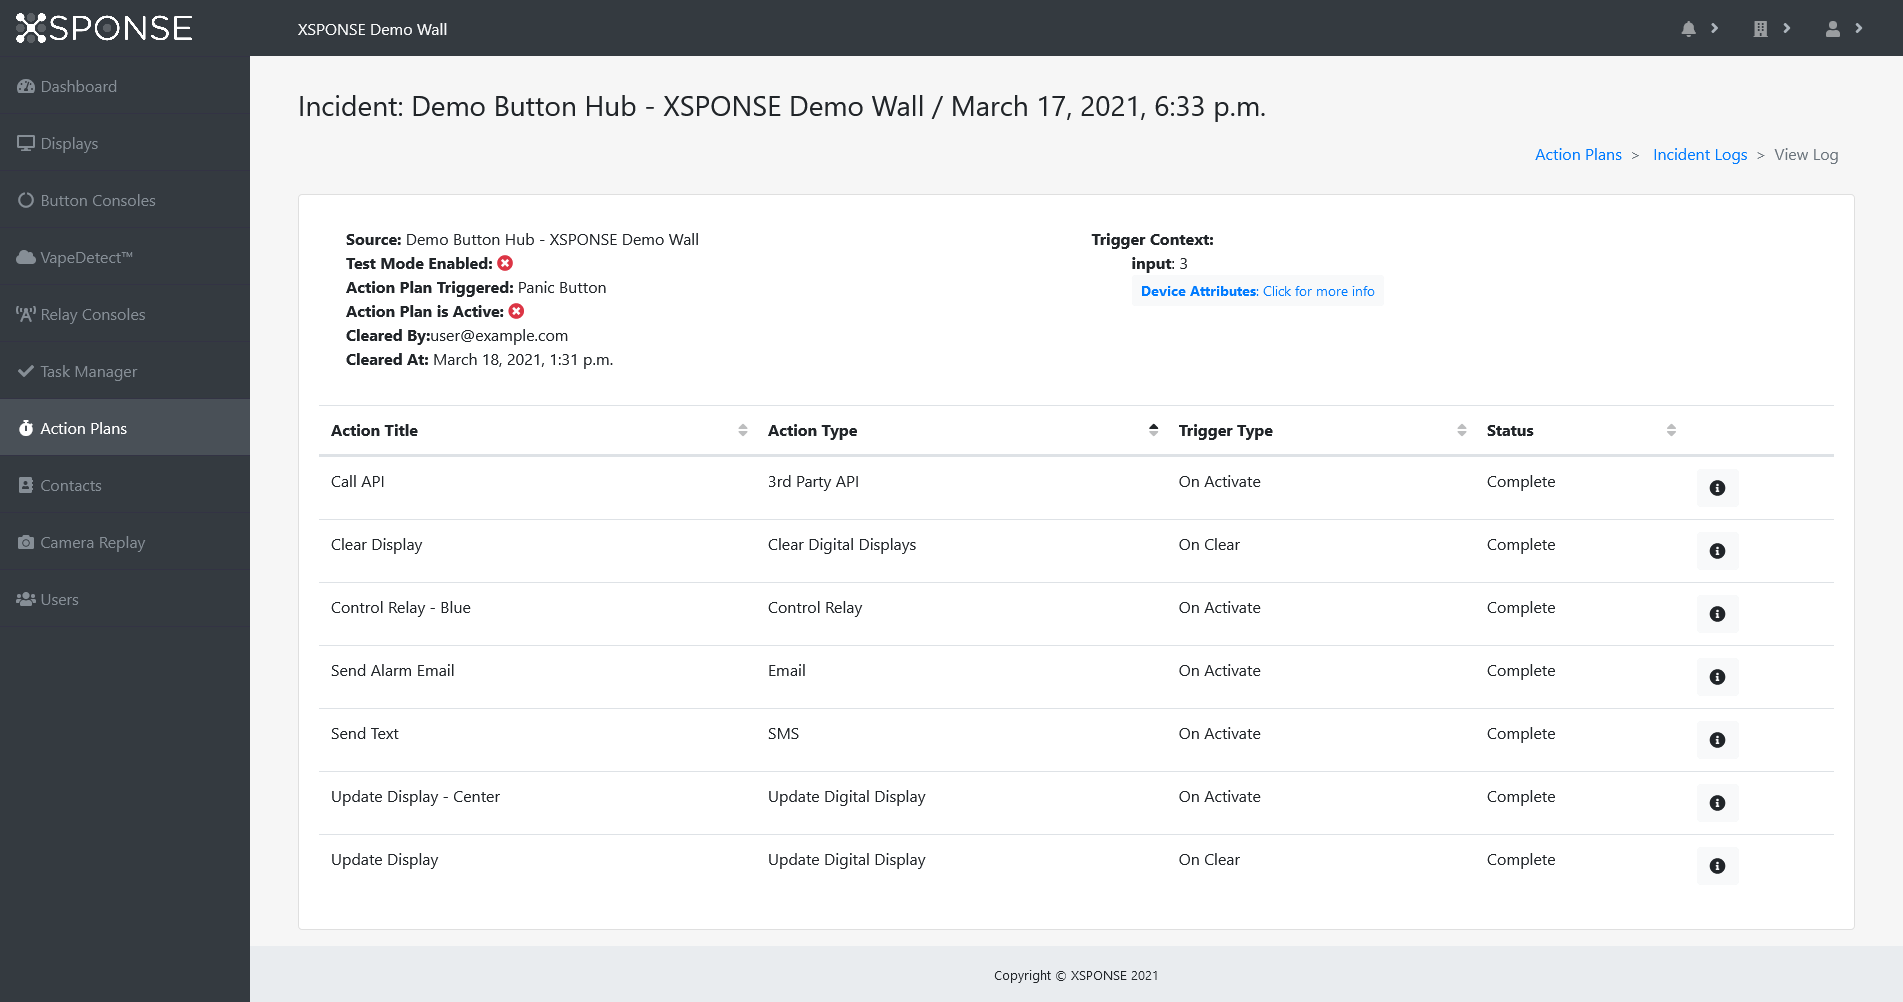 XSPONSE
XSPONSE Demo Wall
Dashboard
Displays
Button Consoles
VapeDetect™
Relay Consoles
Task Manager
Action Plans
Contacts
Camera Replay
Users
Incident: Demo Button Hub - XSPONSE Demo Wall / March 17, 2021, 6:33 p.m.
Action Plans > Incident Logs > View Log
Source: Demo Button Hub - XSPONSE Demo Wall
Test Mode Enabled:
Action Plan Triggered: Panic Button
Action Plan is Active:
Cleared By:user@example.com
Cleared At: March 18, 2021, 1:31 p.m.
Trigger Context:
input: 3
Device Attributes: Click for more info
Action Title Action Type Trigger Type Status
Call API 3rd Party API On Activate Complete
Clear Display Clear Digital Displays On Clear Complete
Control Relay - Blue Control Relay On Activate Complete
Send Alarm Email Email On Activate Complete
Send Text SMS On Activate Complete
Update Display - Center Update Digital Display On Activate Complete
Update Display Update Digital Display On Clear Complete
Copyright © XSPONSE 2021